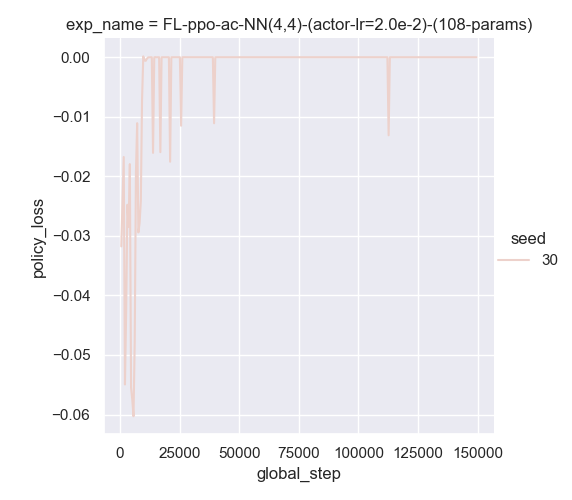 exp_name = FL-ppo-ac-NN(4,4)-(actor-lr=2.0e-2)-(108-params)
0.00
−0.01
−0.02
−0.03
−0.04
−0.05
−0.06
policy_loss
0 25000 50000 75000 100000 125000 150000
global_step
seed
30